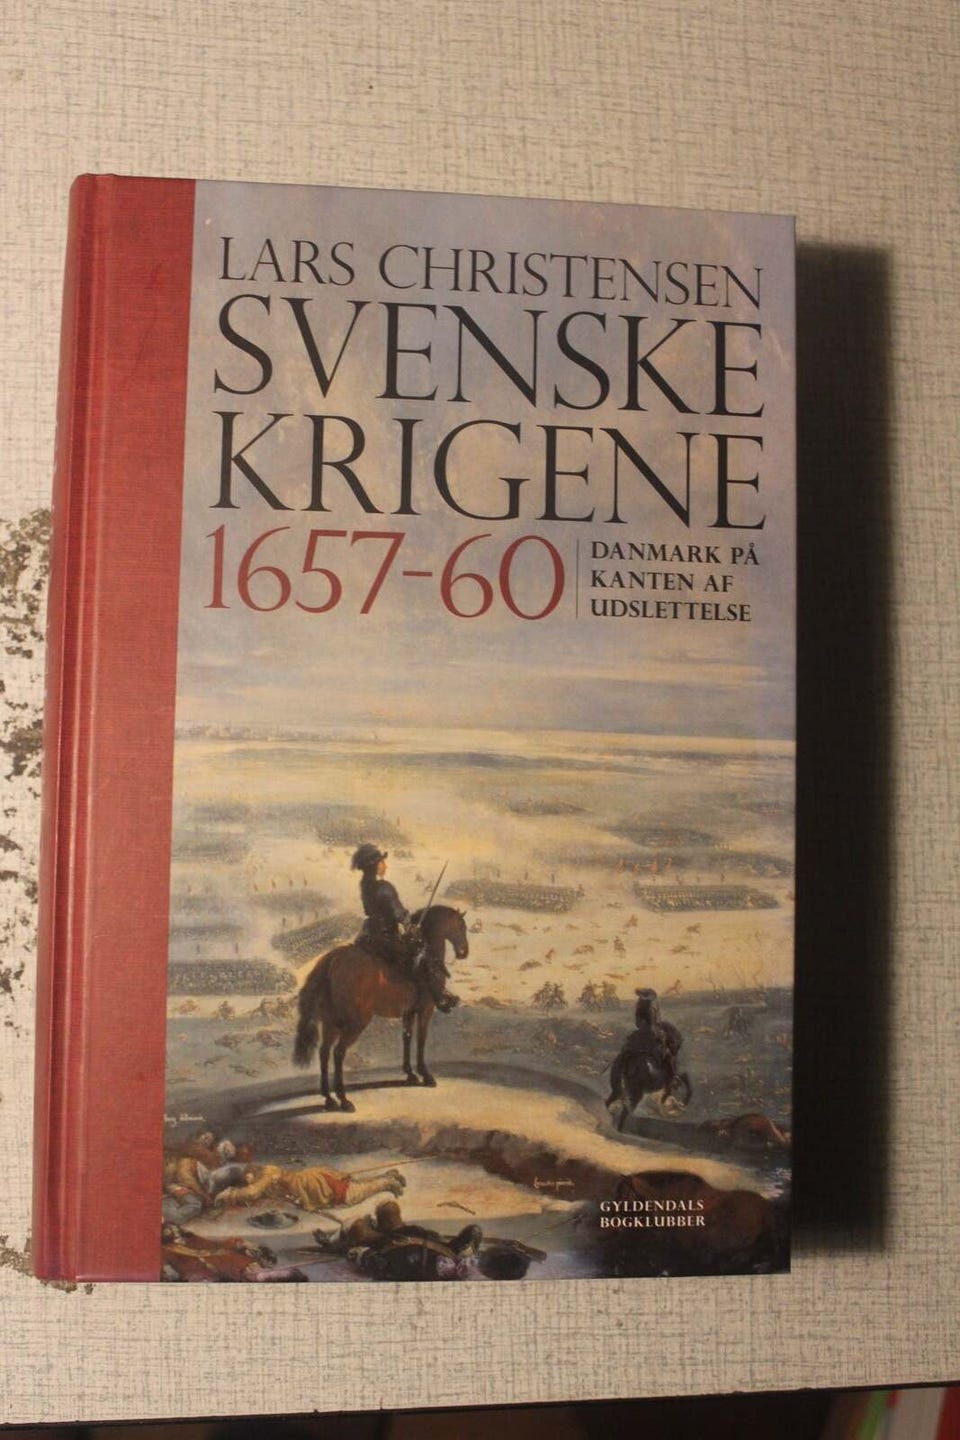 LARS CHRISTENSEN
SVENSKE
KRIGENE
1657-60
DANMARK PÅ
KANTEN AF
UDSLETTELSE
GYLDENDALS
BOGKLUBBER